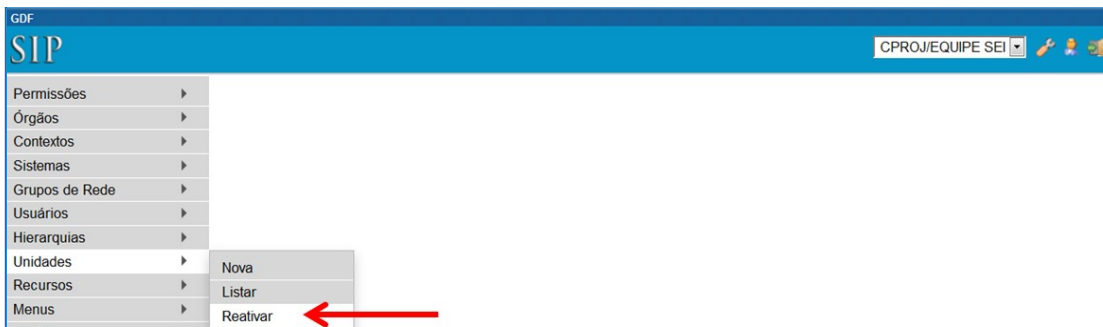 GDF
SIP
CPROJ/EQUIPE SEI
Permissões
Órgãos
Contextos
Sistemas
Grupos de Rede
Usuários
Hierarquias
Unidades
Nova
Recursos
Listar
Menus
Reativar